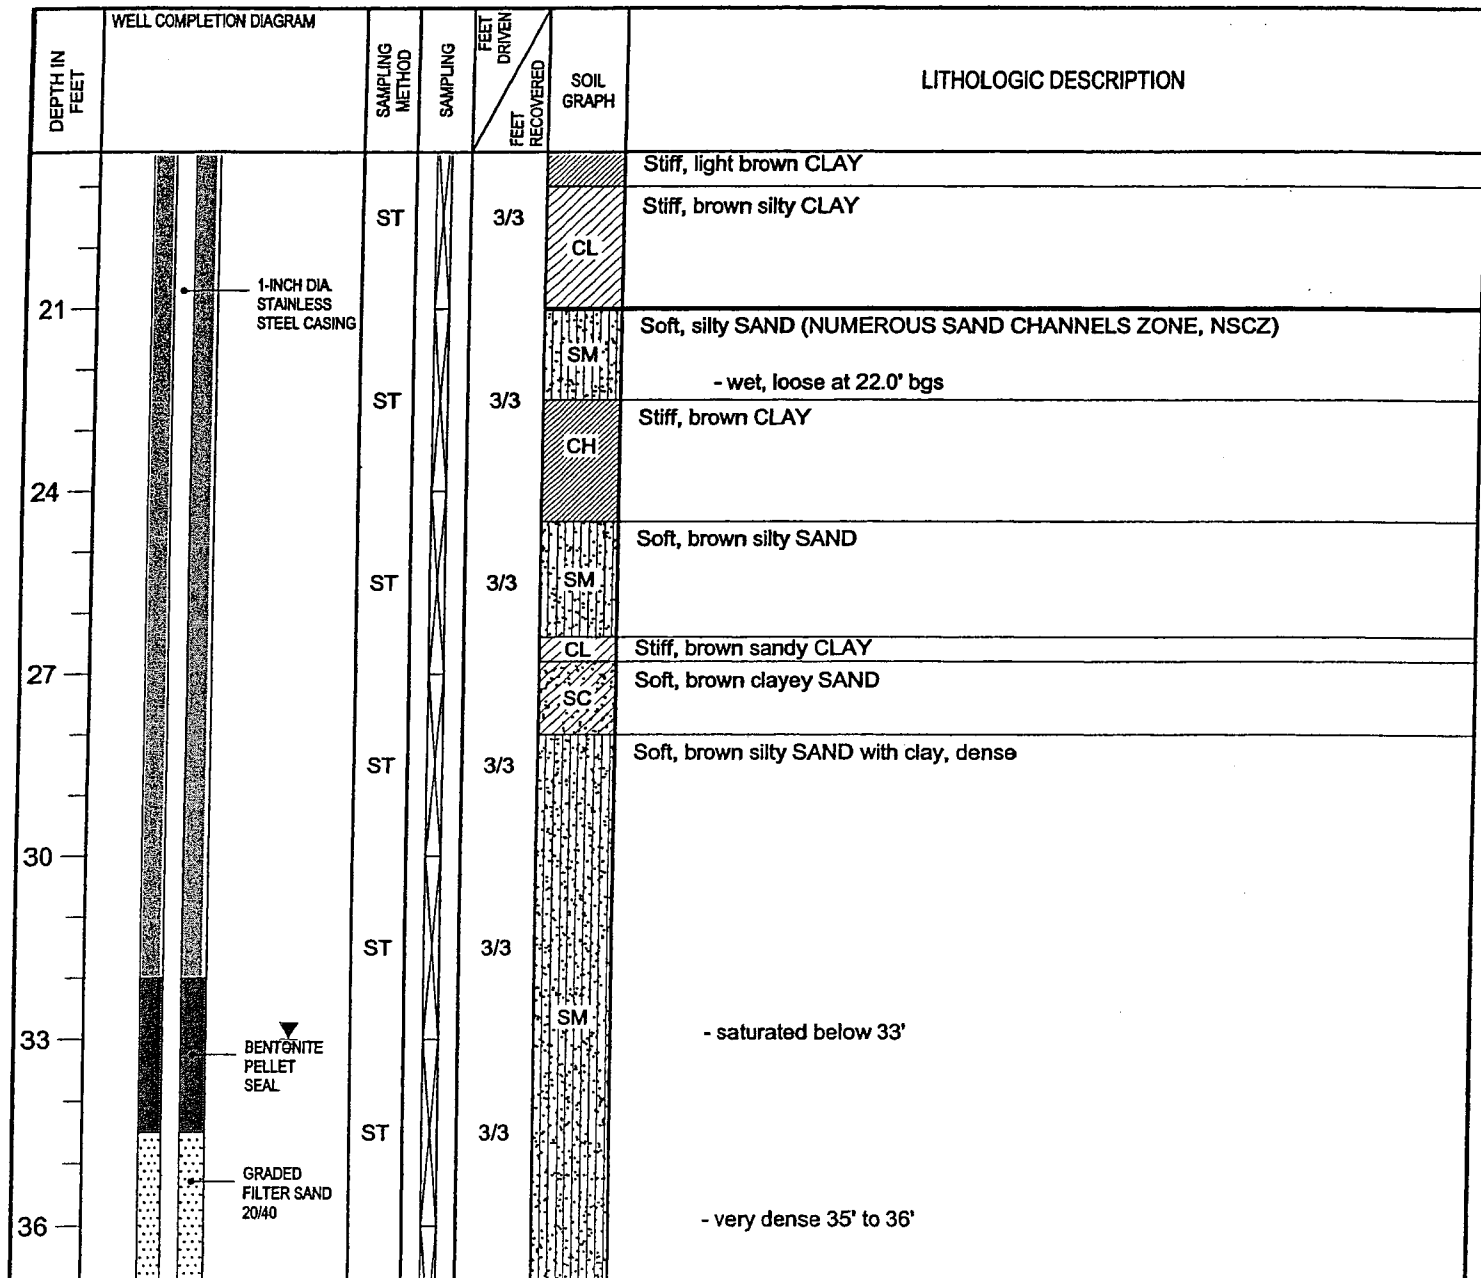 WELL COMPLETION DIAGRAM
DEPTH IN
FEET
SAMPLING
METHOD
SAMPLING
FEET
DRIVEN
FEET
RECOVERED
SOIL
GRAPH
LITHOLOGIC DESCRIPTION
Stiff, light brown CLAY
ST
3/3
Stiff, brown silty CLAY
CL
1-INCH DIA.
STAINLESS
STEEL CASING
21
Soft, silty SAND (NUMEROUS SAND CHANNELS ZONE, NSCZ)
SM
- wet, loose at 22.0' bgs
ST
3/3
Stiff, brown CLAY
CH
24
Soft, brown silty SAND
ST
3/3
SM
CL
Stiff, brown sandy CLAY
27
SC
Soft, brown clayey SAND
ST
3/3
Soft, brown silty SAND with clay, dense
30
ST
3/3
SM
- saturated below 33'
33
BENTONITE
PELLET
SEAL
ST
3/3
GRADED
FILTER SAND
20/40
36
- very dense 35' to 36'